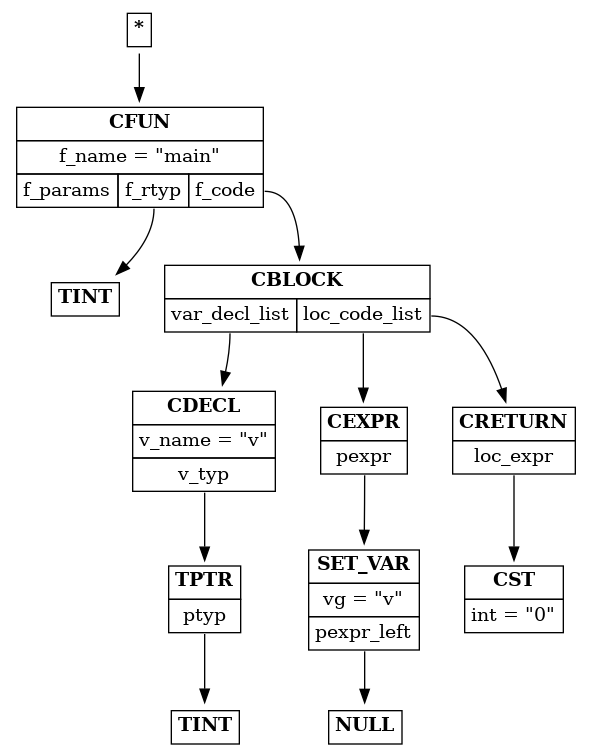 *
CFUN
f_name = "main"
f_params f_rtyp f_code
TINT
CBLOCK
var_decl_list loc_code_list
CDECL
v_name = "v"
v_typ
CEXPR
pexpr
CRETURN
loc_expr
TPTR
ptyp
SET_VAR
vg = "v"
pexpr_left
CST
int = "0"
TINT
NULL